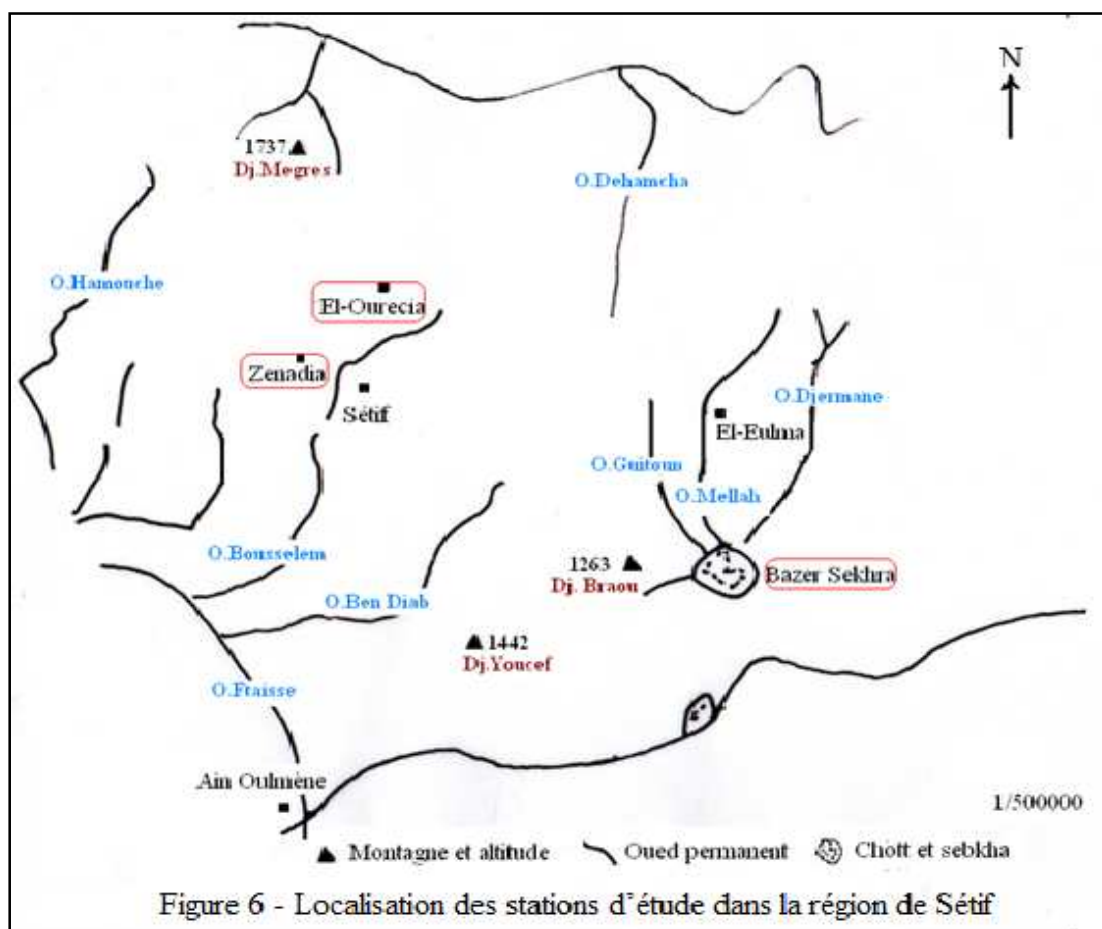 N
1737
Dj.Megres
O.Dehamcha
O.Hamouche
El-Ourecia
Zenadia
Sétif
O.Djermane
El-Eulma
O.Guitoun
O.Mellah
O.Bousselem
1263
Dj. Braou
Bazer Sekhra
O.Ben Diab
1442
Dj.Youcef
O.Fraisse
Ain Oulmène
1/500000
Montagne et altitude
Oued permanent
Chott et sebkha
Figure 6 - Localisation des stations d'étude dans la région de Sétif